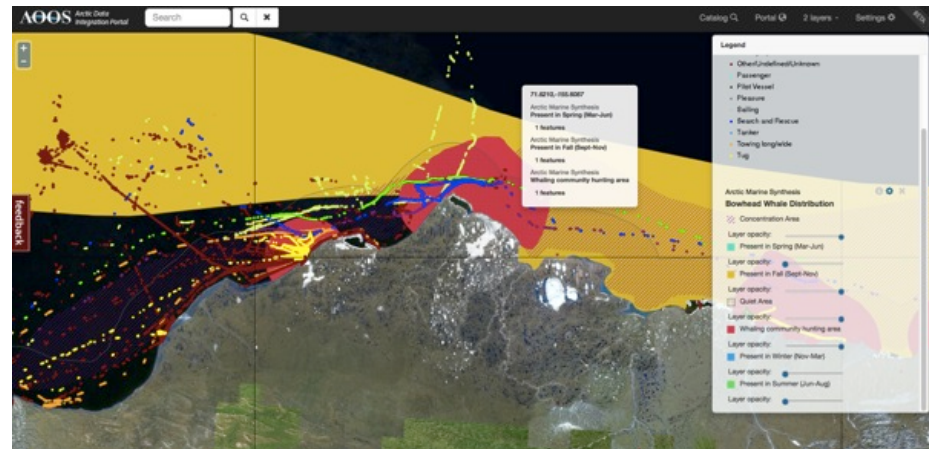 AOOS Arctic Data
Integration Portal
Search
Catalog
Portal
2 layers
Settings
BETA
+
-
feedback
71.6210,-155.6087
Arctic Marine Synthesis
Present in Spring (Mar-Jun)
1 features
Arctic Marine Synthesis
Present in Fall (Sept-Nov)
1 features
Arctic Marine Synthesis
Whaling community hunting area
1 features
Legend
Other/Undefined/Unknown
Passenger
Pilot Vessel
Pleasure
Sailing
Search and Rescue
Tanker
Towing long/wide
Tug
Arctic Marine Synthesis
Bowhead Whale Distribution
Concentration Area
Layer opacity:
Present in Spring (Mar-Jun)
Layer opacity:
Present in Fall (Sept-Nov)
Layer opacity:
Quiet Area
Layer opacity:
Whaling community hunting area
Layer opacity:
Present in Winter (Nov-Mar)
Layer opacity:
Present in Summer (Jun-Aug)
Layer opacity: